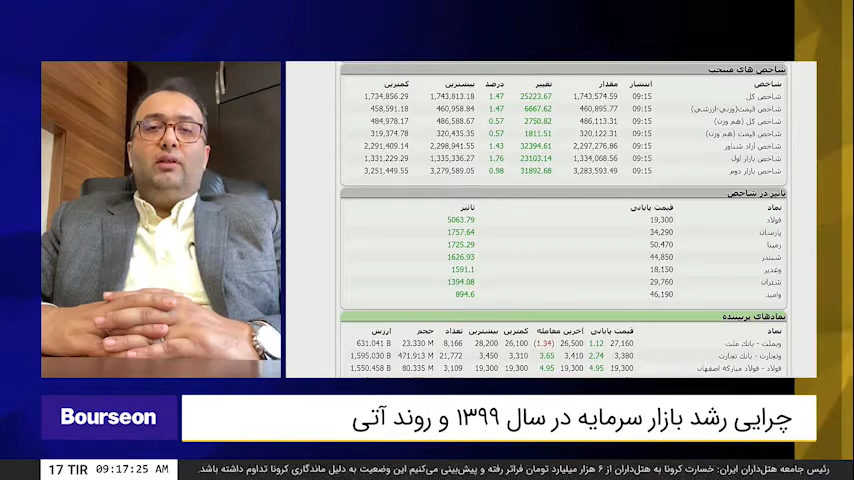 شاخص های منتخب
شاخص انتشار مقدار تغییر درصد بیشترین کمترین
شاخص کل 09:15 1,743,574.59 25223.67 1.47 1,743,813.18 1,734,856.29
شاخص قیمت(وزنی-ارزشی) 09:15 460,895.77 6667.62 1.47 460,958.84 458,591.18
شاخص کل (هم وزن) 09:15 486,113.31 2750.82 0.57 486,588.67 484,978.17
شاخص قیمت (هم وزن) 09:15 320,122.31 1811.51 0.57 320,435.35 319,374.78
شاخص آزاد شناور 09:15 2,297,276.86 32394.61 1.43 2,298,941.55 2,291,409.14
شاخص بازار اول 09:15 1,334,068.56 23103.14 1.76 1,335,336.27 1,331,229.29
شاخص بازار دوم 09:15 3,283,593.49 31892.68 0.98 3,279,589.05 3,251,449.55
تاثیر در شاخص
نماد قیمت پایانی تاثیر
فولاد 19,300 5063.79
پارسان 34,290 1757.64
رمپنا 50,470 1725.29
شبندر 44,850 1626.93
وغدیر 18,150 1591.1
شتران 29,760 1394.08
وامید 46,190 894.6
نمادهای پربیننده
نماد قیمت پایانی آخرین معامله کمترین بیشترین تعداد حجم ارزش
وبملت - بانک ملت 27,160 1.12 26,500 (1.34) 26,100 28,200 8,166 23.330 M 631.041 B
وتجارت - بانک تجارت 3,380 2.74 3,410 3.65 3,310 3,450 21,772 471.913 M 1,595.030 B
فولاد - فولاد مبارکه اصفهان 19,300 4.95 19,300 4.95 19,300 19,300 3,109 80.335 M 1,550.458 B
Bourseon
چرایی رشد بازار سرمایه در سال ۱۳۹۹ و روند آتی
17 TIR 09:17:25 AM
رئیس جامعه هتل‌داران ایران: خسارت کرونا به هتل‌داران از ۶ هزار میلیارد تومان فراتر رفته و پیش‌بینی می‌کنیم این وضعیت به دلیل ماندگاری کرونا تداوم داشته باشد.